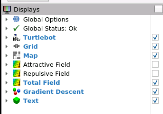 Displays
Global Options
Global Status: Ok
Turtlebot
Grid
Map
Attractive Field
Repulsive Field
Total Field
Gradient Descent
Text